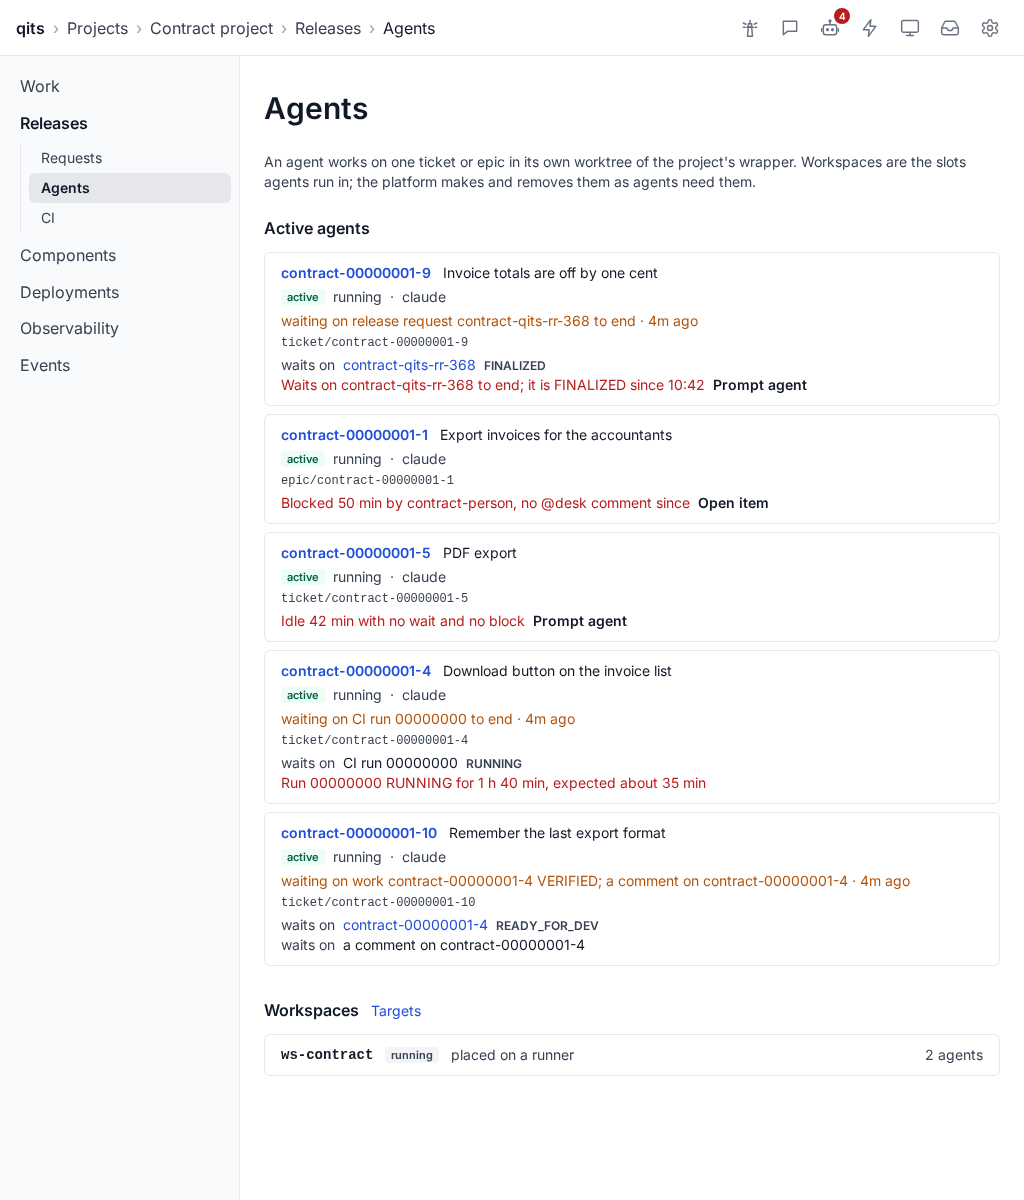 qits › Projects › Contract project › Releases › Agents
4
Work
Releases
Requests
Agents
CI
Components
Deployments
Observability
Events
Agents
An agent works on one ticket or epic in its own worktree of the project's wrapper. Workspaces are the slots
agents run in; the platform makes and removes them as agents need them.
Active agents
contract-00000001-9 Invoice totals are off by one cent
active running · claude
waiting on release request contract-qits-rr-368 to end · 4m ago
ticket/contract-00000001-9
waits on contract-qits-rr-368 FINALIZED
Waits on contract-qits-rr-368 to end; it is FINALIZED since 10:42 Prompt agent
contract-00000001-1 Export invoices for the accountants
active running · claude
epic/contract-00000001-1
Blocked 50 min by contract-person, no @desk comment since Open item
contract-00000001-5 PDF export
active running · claude
ticket/contract-00000001-5
Idle 42 min with no wait and no block Prompt agent
contract-00000001-4 Download button on the invoice list
active running · claude
waiting on CI run 00000000 to end · 4m ago
ticket/contract-00000001-4
waits on CI run 00000000 RUNNING
Run 00000000 RUNNING for 1 h 40 min, expected about 35 min
contract-00000001-10 Remember the last export format
active running · claude
waiting on work contract-00000001-4 VERIFIED; a comment on contract-00000001-4 · 4m ago
ticket/contract-00000001-10
waits on contract-00000001-4 READY_FOR_DEV
waits on a comment on contract-00000001-4
Workspaces Targets
ws-contract running placed on a runner 2 agents